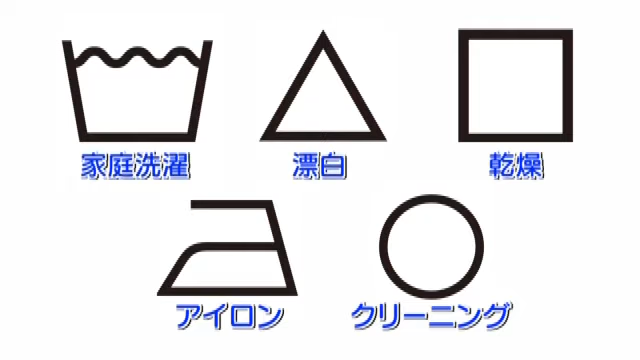 家庭洗濯
漂白
乾燥
アイロン
クリーニング